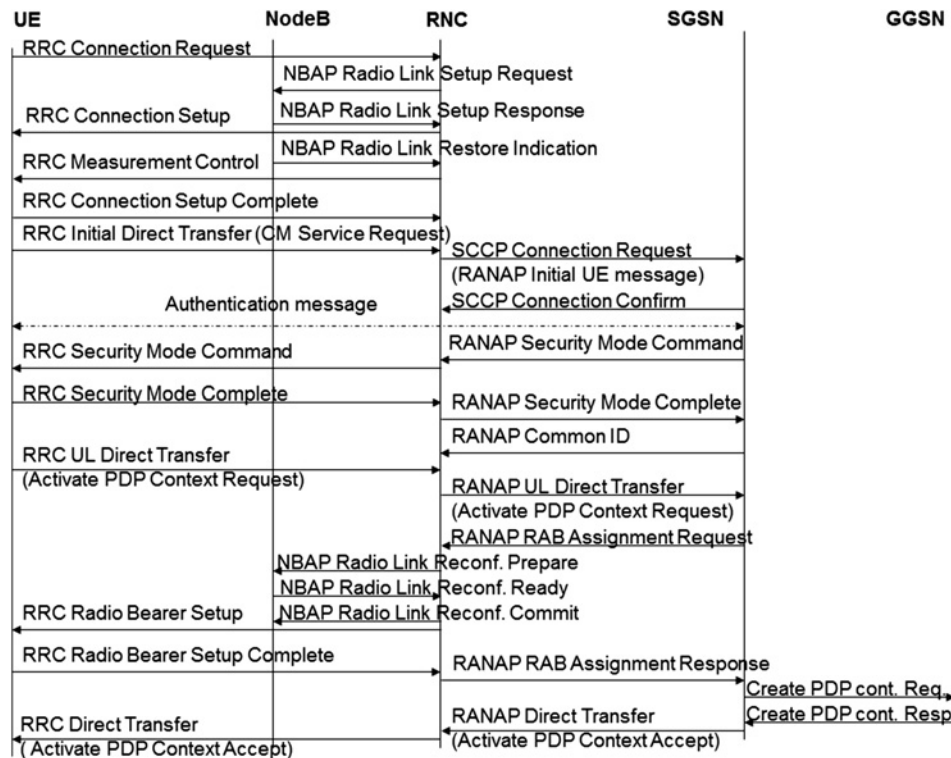 UE NodeB RNC SGSN GGSN
RRC Connection Request
NBAP Radio Link Setup Request
RRC Connection Setup NBAP Radio Link Setup Response
RRC Measurement Control NBAP Radio Link Restore Indication
RRC Connection Setup Complete
RRC Initial Direct Transfer (CM Service Request)
SCCP Connection Request
(RANAP Initial UE message)
Authentication message SCCP Connection Confirm
RRC Security Mode Command RANAP Security Mode Command
RRC Security Mode Complete RANAP Security Mode Complete
RANAP Common ID
RRC UL Direct Transfer
(Activate PDP Context Request)
RANAP UL Direct Transfer
(Activate PDP Context Request)
RANAP RAB Assignment Request
NBAP Radio Link Reconf. Prepare
NBAP Radio Link Reconf. Ready
RRC Radio Bearer Setup NBAP Radio Link Reconf. Commit
RRC Radio Bearer Setup Complete RANAP RAB Assignment Response
Create PDP cont. Req.
Create PDP cont. Resp
RRC Direct Transfer RANAP Direct Transfer
( Activate PDP Context Accept) (Activate PDP Context Accept)